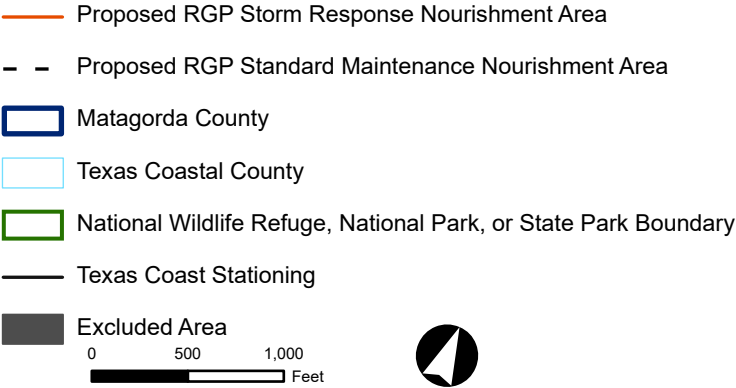 Proposed RGP Storm Response Nourishment Area
Proposed RGP Standard Maintenance Nourishment Area
Matagorda County
Texas Coastal County
National Wildlife Refuge, National Park, or State Park Boundary
Texas Coast Stationing
Excluded Area
0 500 1,000
Feet